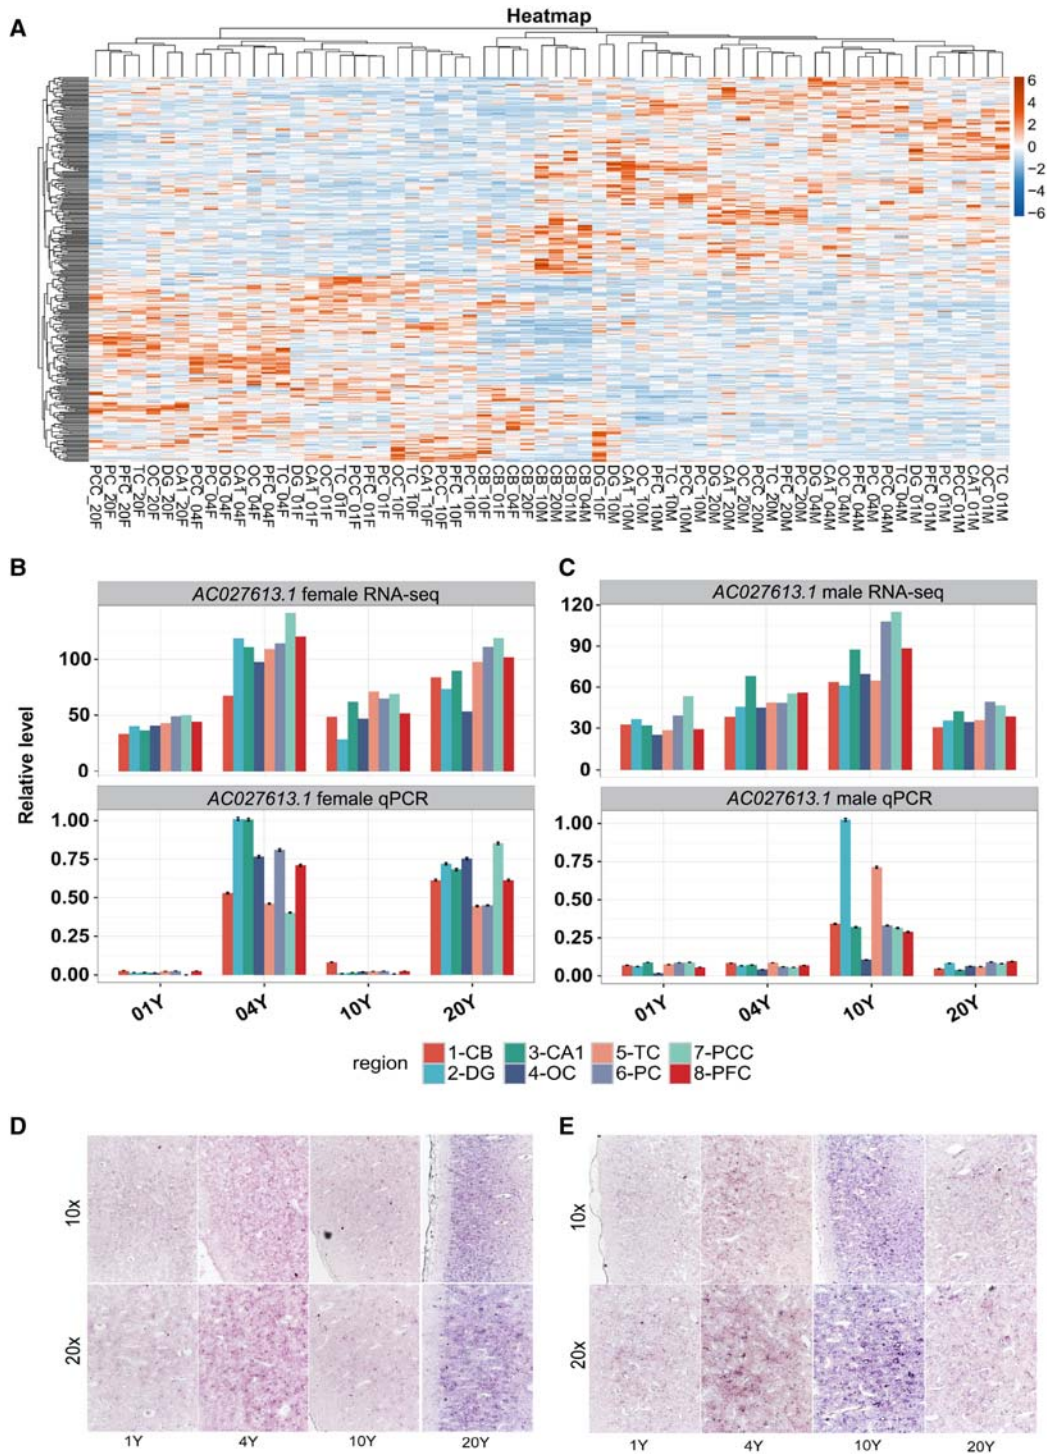 A
Heatmap
6
4
2
0
−2
−4
−6
PCC_20F
PC_20F
PFC_20F
TC_20F
OC_20F
DG_20F
CA1_20F
PCC_04F
PC_04F
DG_04F
CA1_04F
OC_04F
PFC_04F
TC_04F
DG_01F
CA1_01F
OC_01F
TC_01F
PCC_01F
PFC_01F
PC_01F
OC_10F
TC_10F
CA1_10F
PCC_10F
PFC_10F
PC_10F
CB_10F
CB_01F
CB_04F
CB_20F
CB_10M
CB_20M
CB_01M
CB_04M
DG_10F
DG_10M
CA1_10M
OC_10M
PFC_10M
TC_10M
PCC_10M
PC_10M
DG_20M
CA1_20M
OC_20M
TC_20M
PCC_20M
PFC_20M
PC_20M
DG_04M
CA1_04M
OC_04M
PFC_04M
PCC_04M
PC_04M
TC_04M
DG_01M
PFC_01M
PC_01M
PCC_01M
CA1_01M
OC_01M
TC_01M
B
AC027613.1 female RNA-seq
100
50
0
Relative level
AC027613.1 female qPCR
1.00
0.75
0.50
0.25
0.00
01Y
04Y
10Y
20Y
C
AC027613.1 male RNA-seq
120
90
60
30
0
AC027613.1 male qPCR
1.00
0.75
0.50
0.25
0.00
01Y
04Y
10Y
20Y
region
1-CB 3-CA1 5-TC 7-PCC
2-DG 4-OC 6-PC 8-PFC
D
10x
20x
1Y 4Y 10Y 20Y
E
10x
20x
1Y 4Y 10Y 20Y